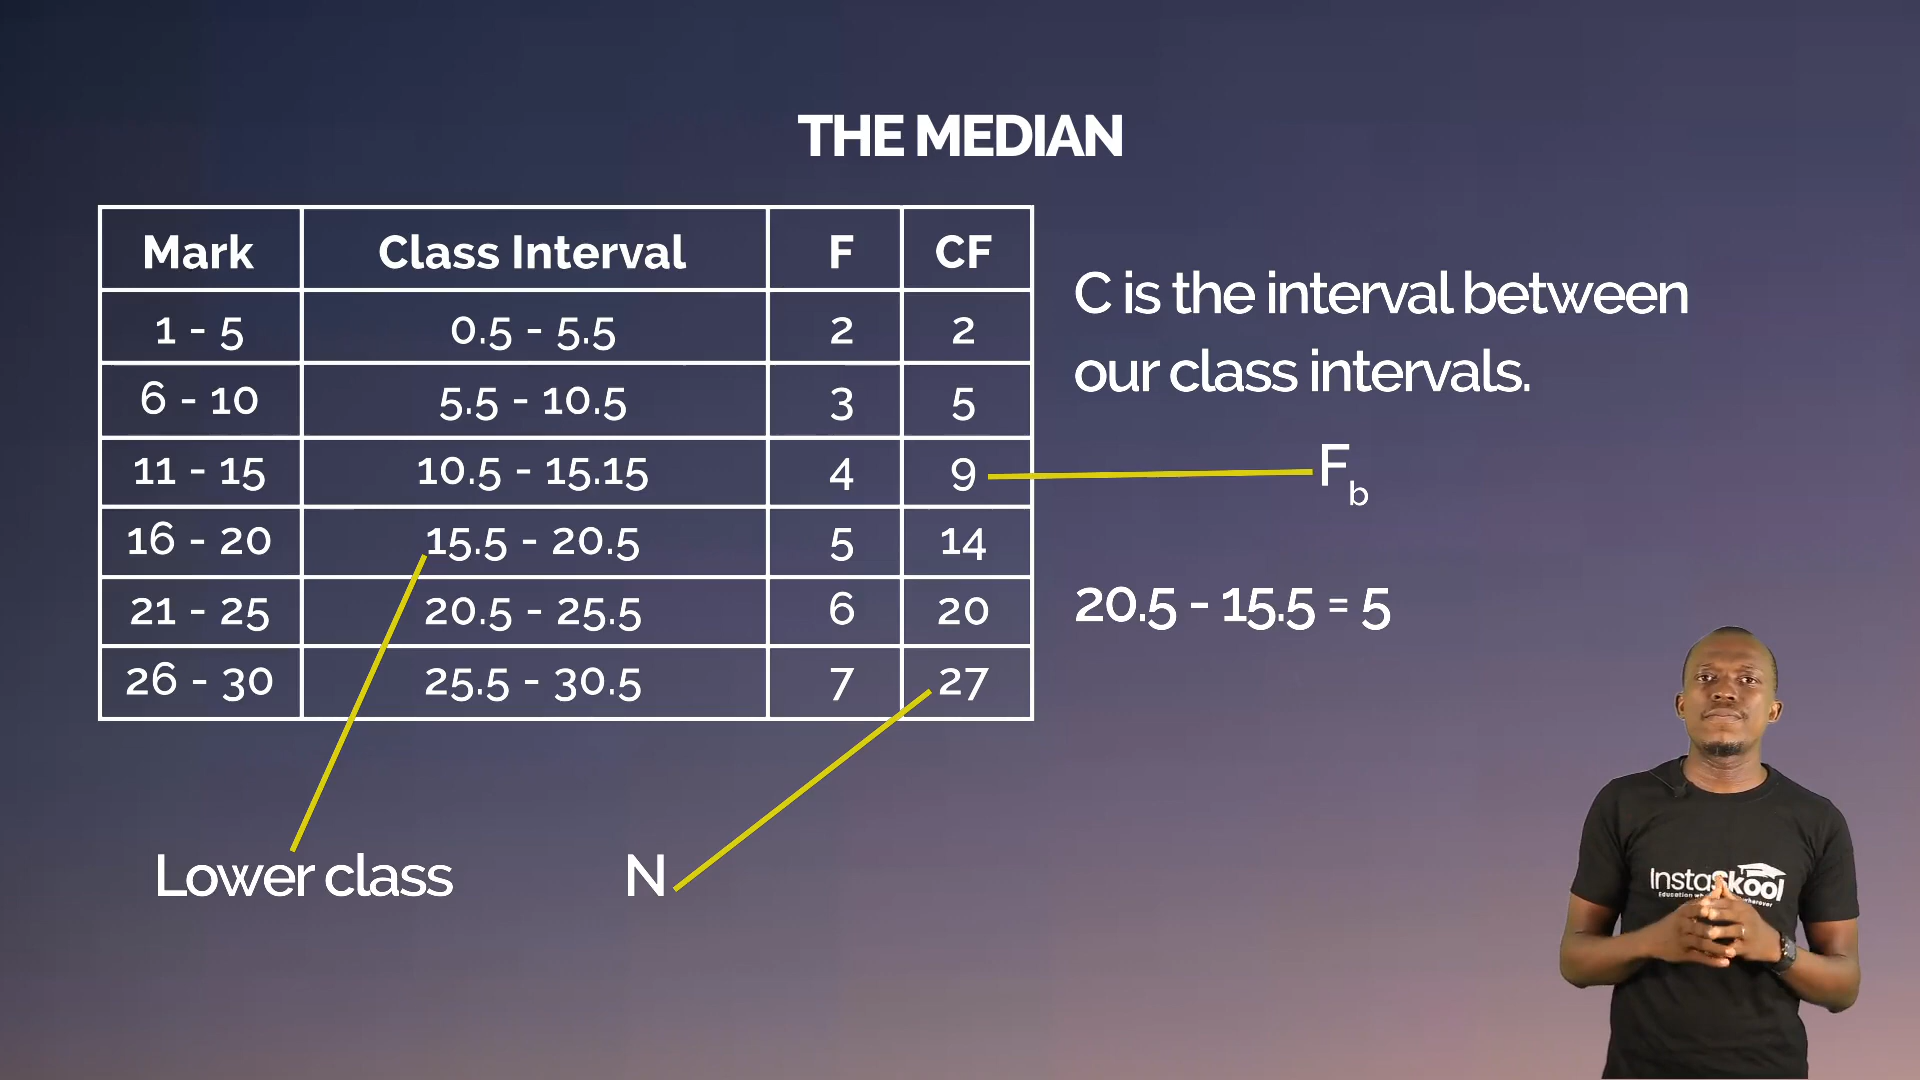 THE MEDIAN
Mark Class Interval F CF
1 - 5 0.5 - 5.5 2 2
6 - 10 5.5 - 10.5 3 5
11 - 15 10.5 - 15.15 4 9
16 - 20 15.5 - 20.5 5 14
21 - 25 20.5 - 25.5 6 20
26 - 30 25.5 - 30.5 7 27
C is the interval between
our class intervals.
Fb
20.5 - 15.5 = 5
Lower class
N
InstaSkool
Education